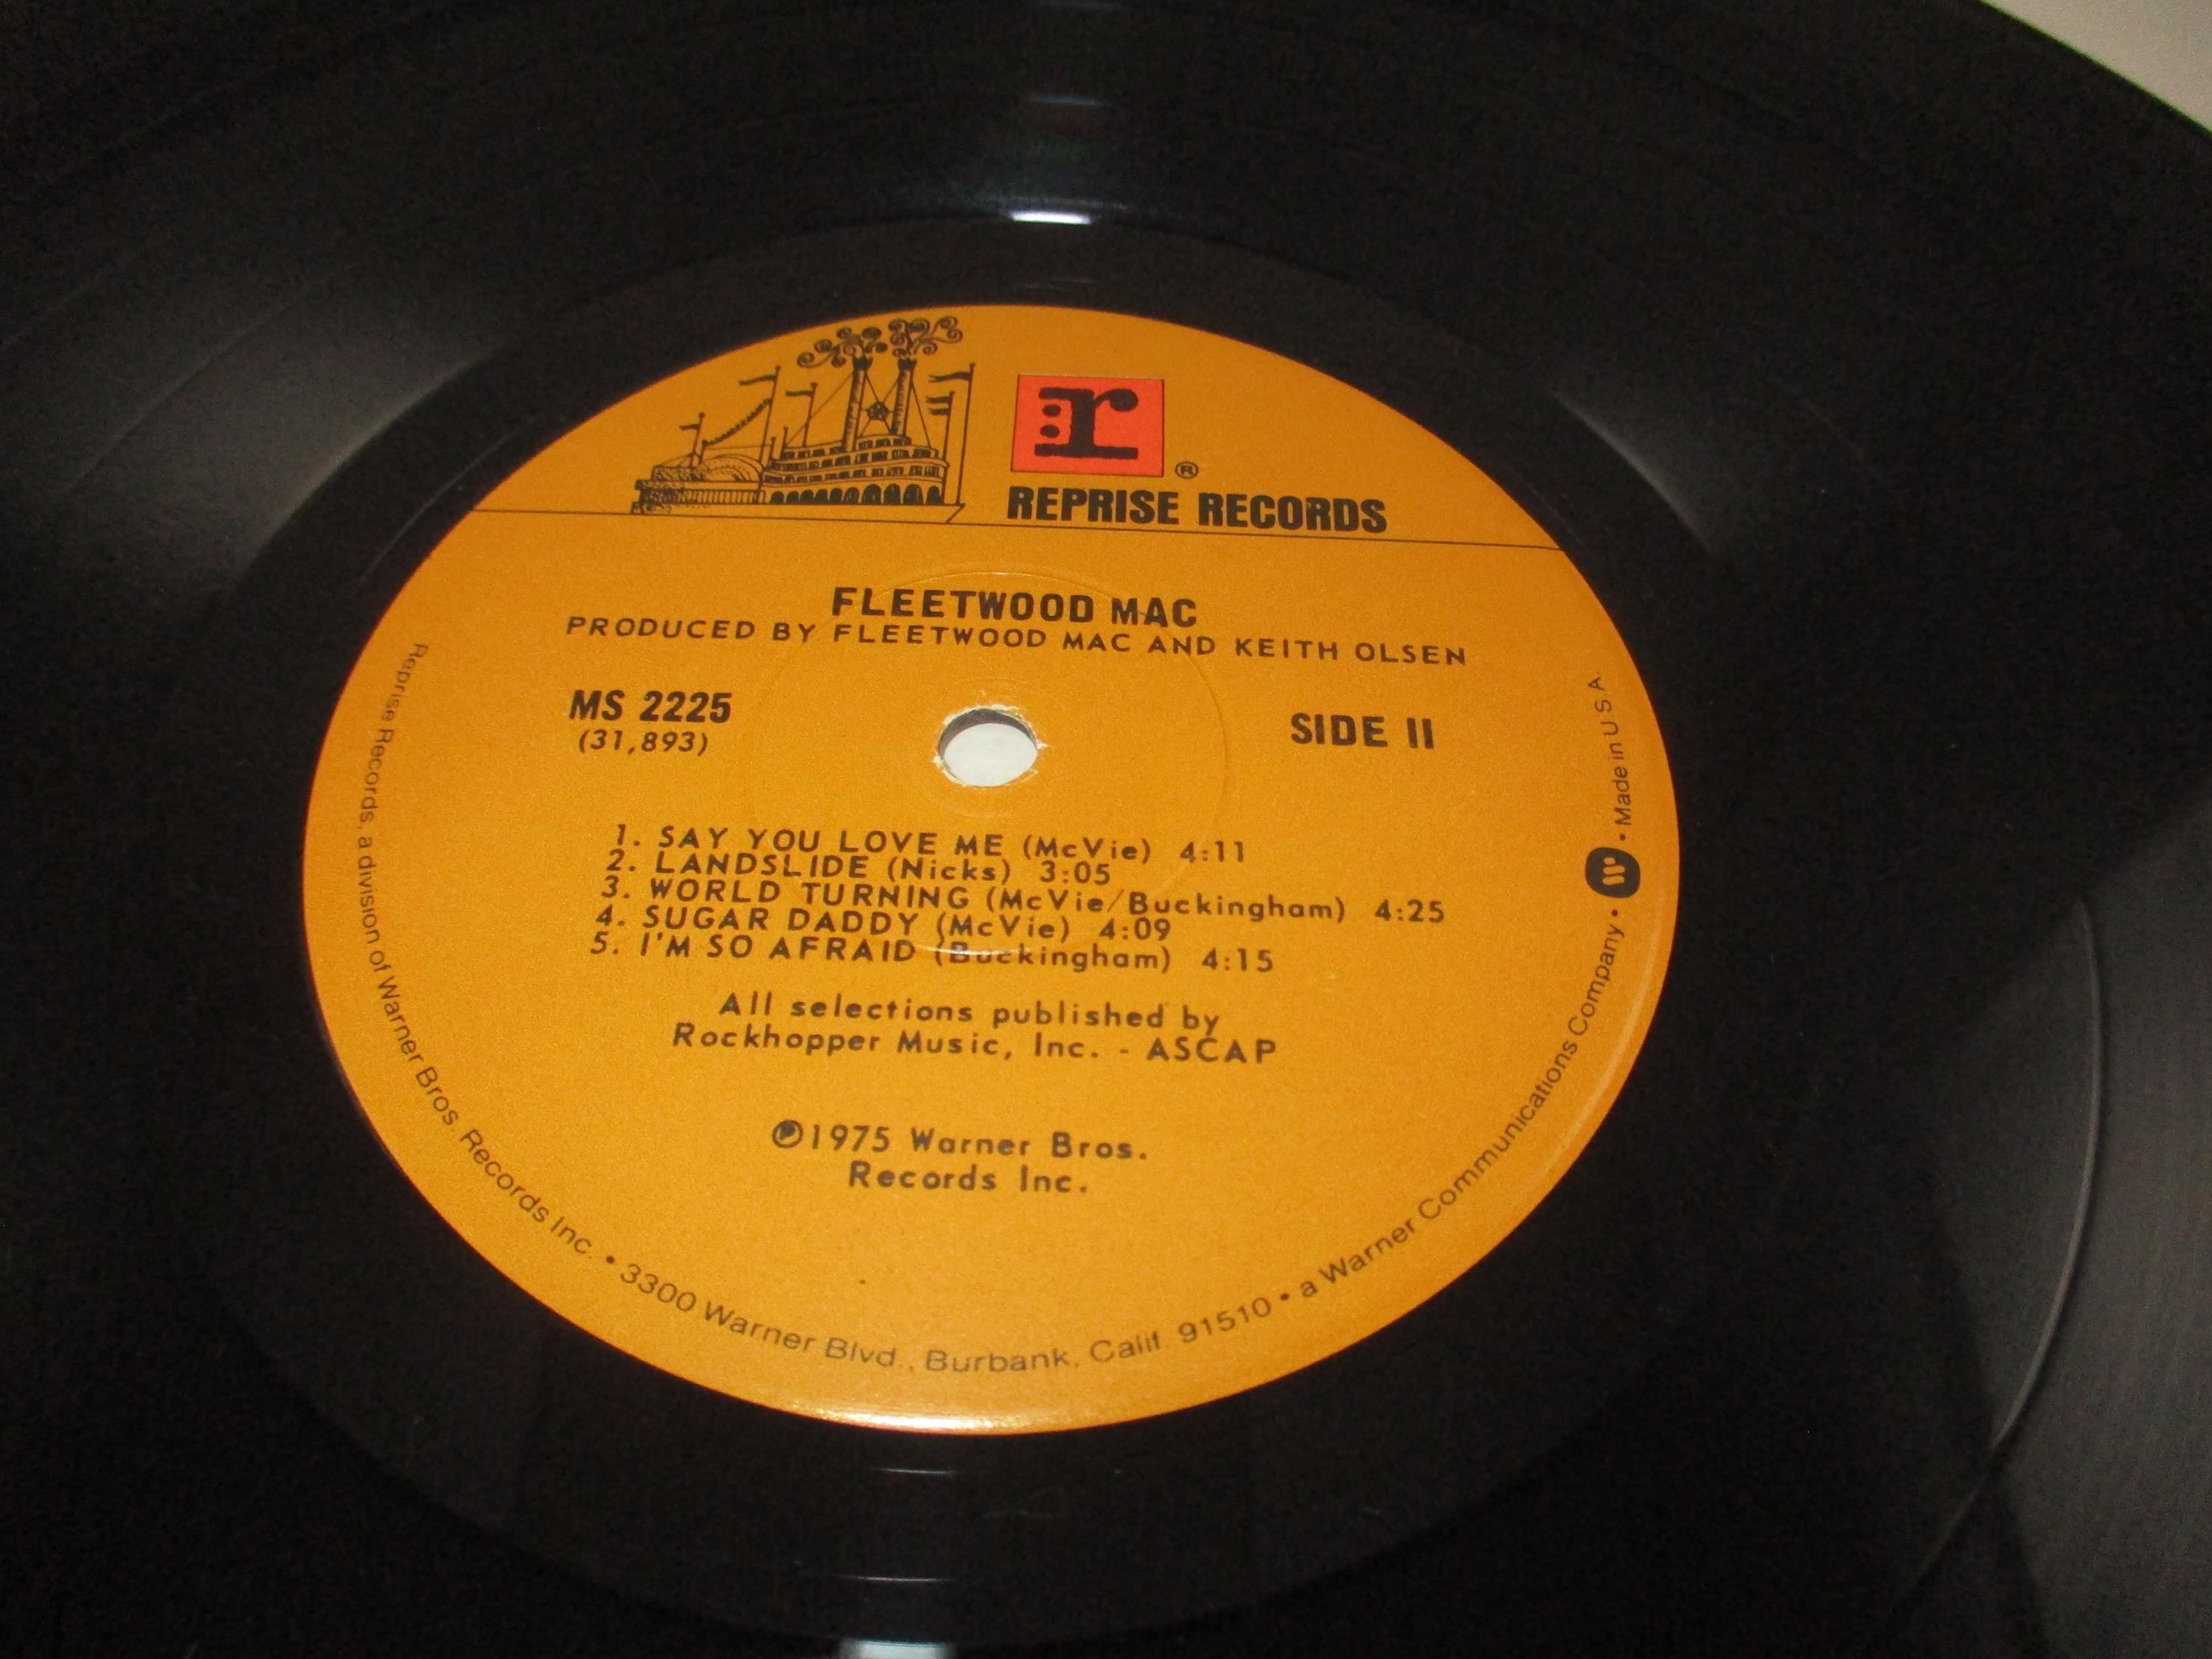 r ®
REPRISE RECORDS
FLEETWOOD MAC
PRODUCED BY FLEETWOOD MAC AND KEITH OLSEN
MS 2225
(31,893)
SIDE II
1. SAY YOU LOVE ME (McVie) 4:11
2. LANDSLIDE (Nicks) 3:05
3. WORLD TURNING (McVie/Buckingham) 4:25
4. SUGAR DADDY (McVie) 4:09
5. I'M SO AFRAID (Buckingham) 4:15
All selections published by
Rockhopper Music, Inc. - ASCAP
℗1975 Warner Bros.
Records Inc.
Reprise Records, a division of Warner Bros. Records Inc. • 3300 Warner Blvd., Burbank, Calif. 91510 • a Warner Communications Company • W • Made in U.S.A.